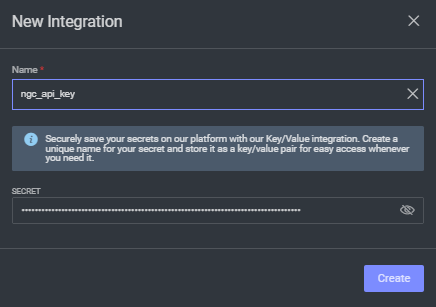 New Integration
Name *
ngc_api_key
Securely save your secrets on our platform with our Key/Value integration. Create a
unique name for your secret and store it as a key/value pair for easy access whenever
you need it.
SECRET
Create